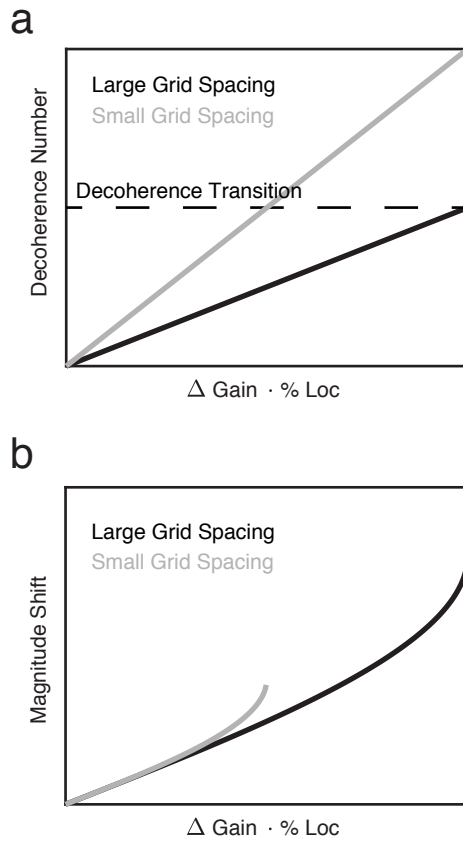 a
Large Grid Spacing
Small Grid Spacing
Decoherence Transition
Decoherence Number
Δ Gain · % Loc
b
Large Grid Spacing
Small Grid Spacing
Magnitude Shift
Δ Gain · % Loc